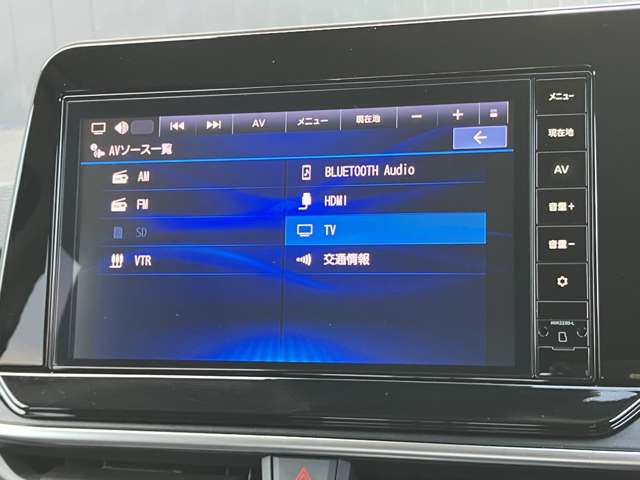 AV メニュー 現在地 − +
AVソース一覧
AM
FM
SD
VTR
BLUETOOTH Audio
HDMI
TV
交通情報
メニュー
現在地
AV
音量+
音量−